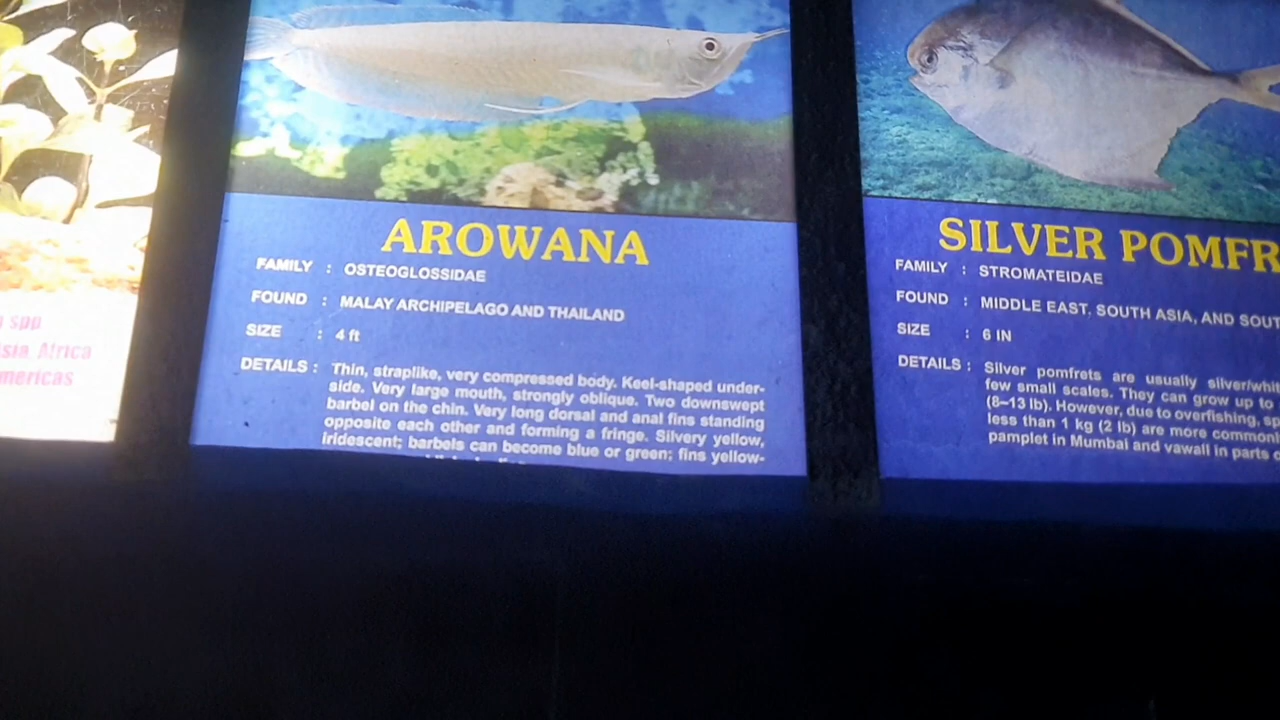 spp
Asia Africa
Americas
AROWANA
FAMILY : OSTEOGLOSSIDAE
FOUND : MALAY ARCHIPELAGO AND THAILAND
SIZE : 4 ft
DETAILS : Thin, straplike, very compressed body. Keel-shaped under-
side. Very large mouth, strongly oblique. Two downswept
barbel on the chin. Very long dorsal and anal fins standing
opposite each other and forming a fringe. Silvery yellow,
iridescent; barbels can become blue or green; fins yellow-
SILVER POMFR
FAMILY : STROMATEIDAE
FOUND : MIDDLE EAST, SOUTH ASIA, AND SOUT
SIZE : 6 IN
DETAILS : Silver pomfrets are usually silver/whi
few small scales. They can grow up to
(8–13 lb). However, due to overfishing, sp
less than 1 kg (2 lb) are more commonl
pamplet in Mumbai and vawall in parts